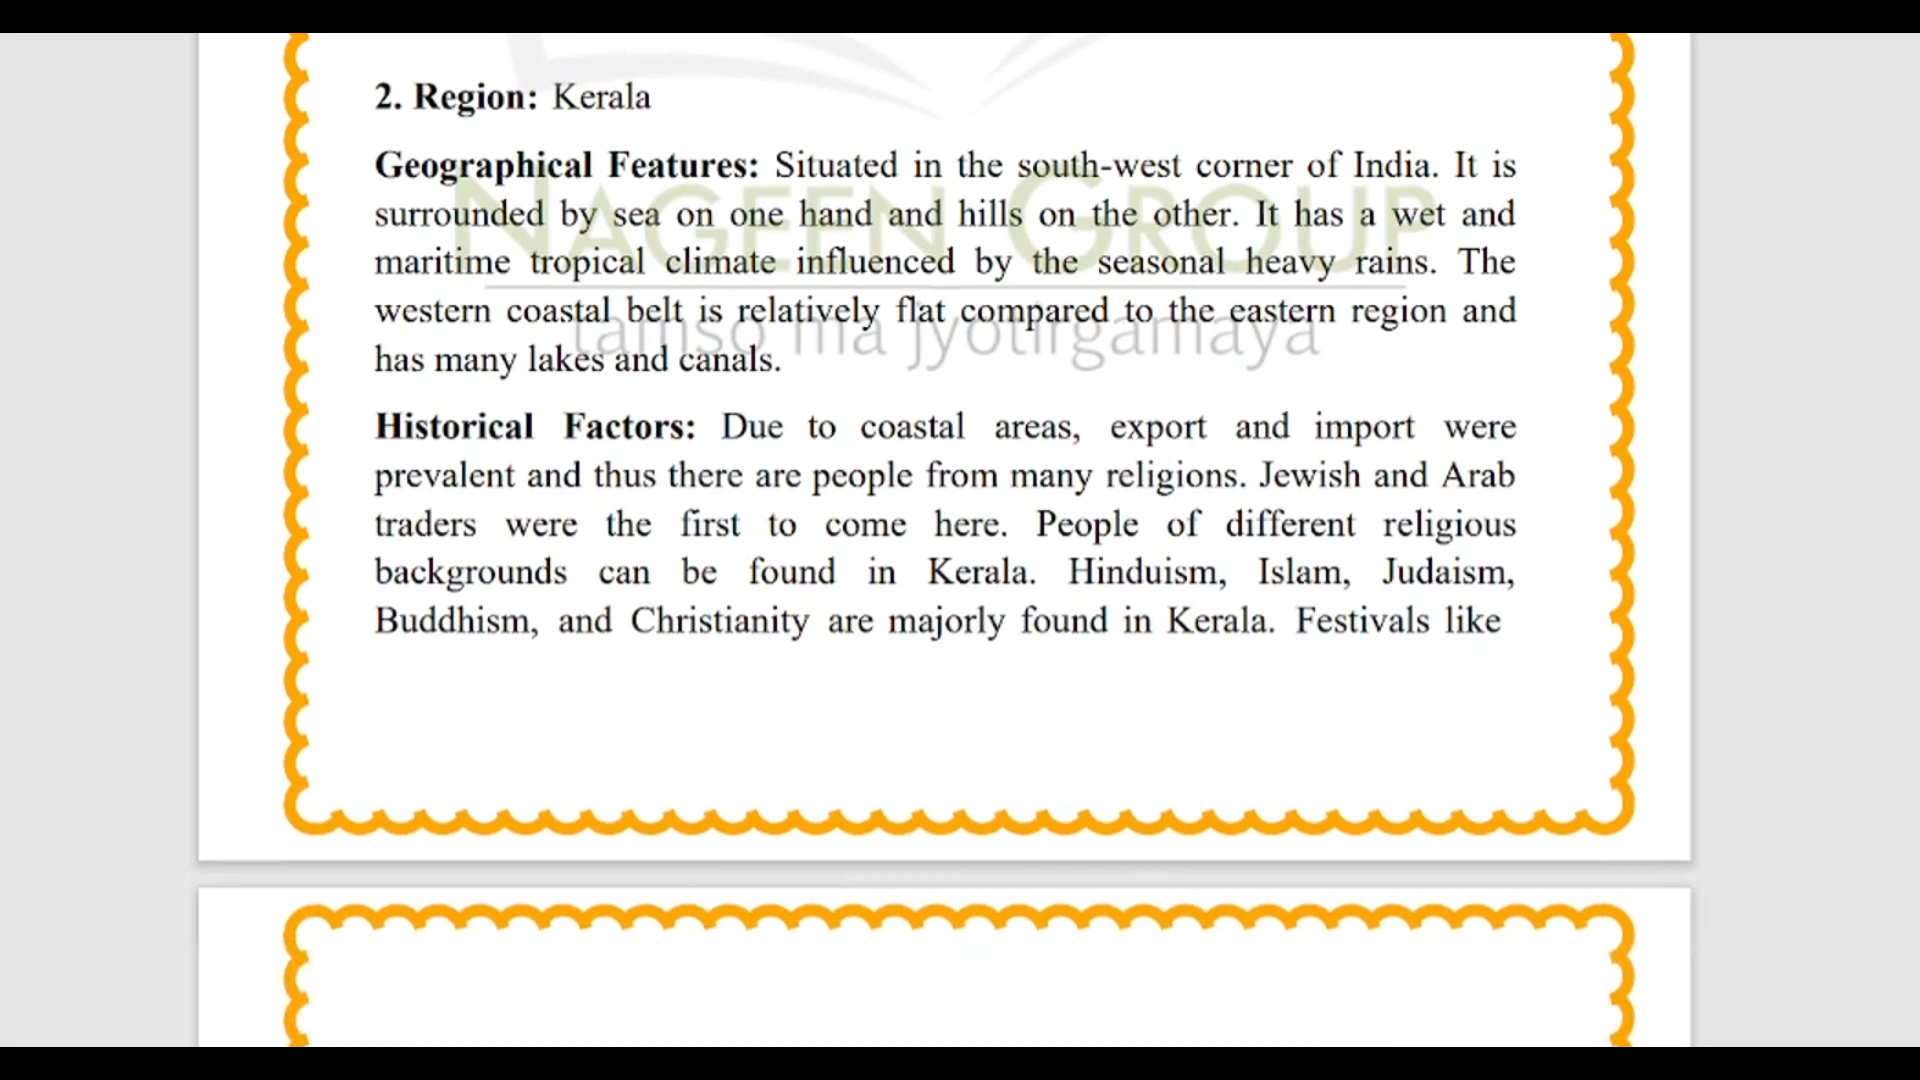 2. Region: Kerala
Geographical Features: Situated in the south-west corner of India. It is
surrounded by sea on one hand and hills on the other. It has a wet and
maritime tropical climate influenced by the seasonal heavy rains. The
western coastal belt is relatively flat compared to the eastern region and
has many lakes and canals.
Historical Factors: Due to coastal areas, export and import were
prevalent and thus there are people from many religions. Jewish and Arab
traders were the first to come here. People of different religious
backgrounds can be found in Kerala. Hinduism, Islam, Judaism,
Buddhism, and Christianity are majorly found in Kerala. Festivals like
NAGEEN GROUP
tamso ma jyotirgamaya